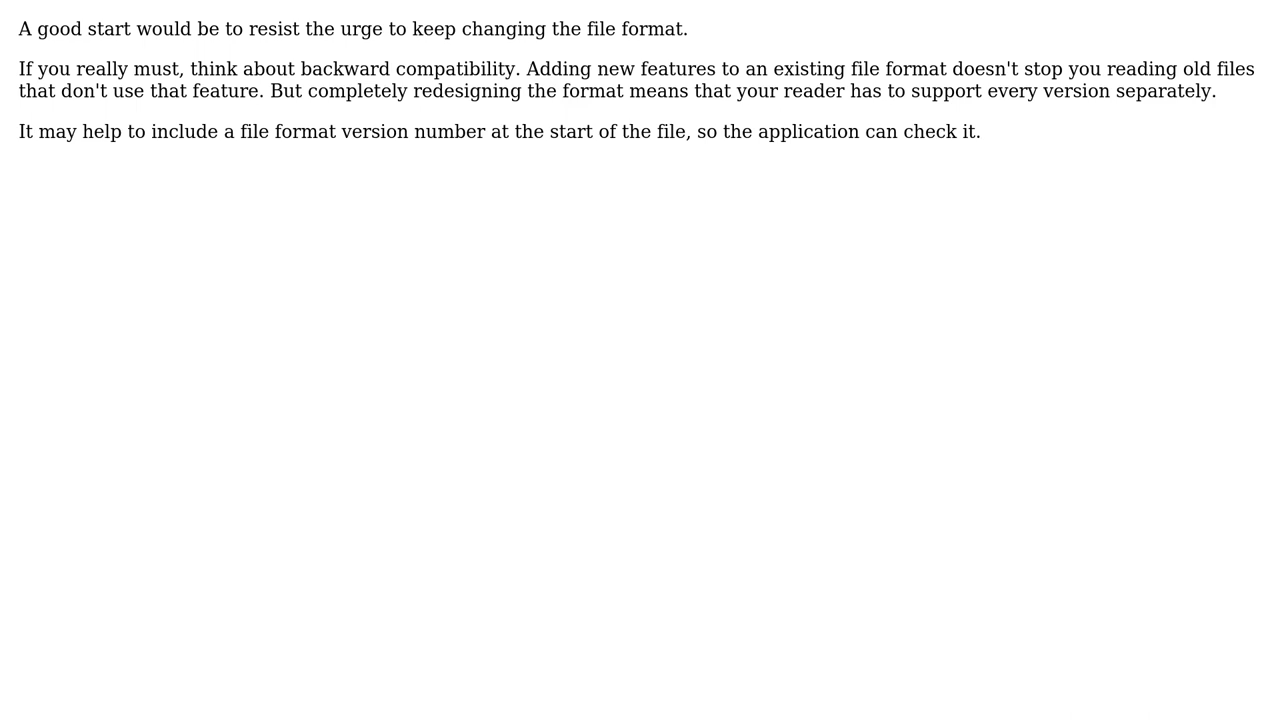 A good start would be to resist the urge to keep changing the file format.
If you really must, think about backward compatibility. Adding new features to an existing file format doesn't stop you reading old files
that don't use that feature. But completely redesigning the format means that your reader has to support every version separately.
It may help to include a file format version number at the start of the file, so the application can check it.